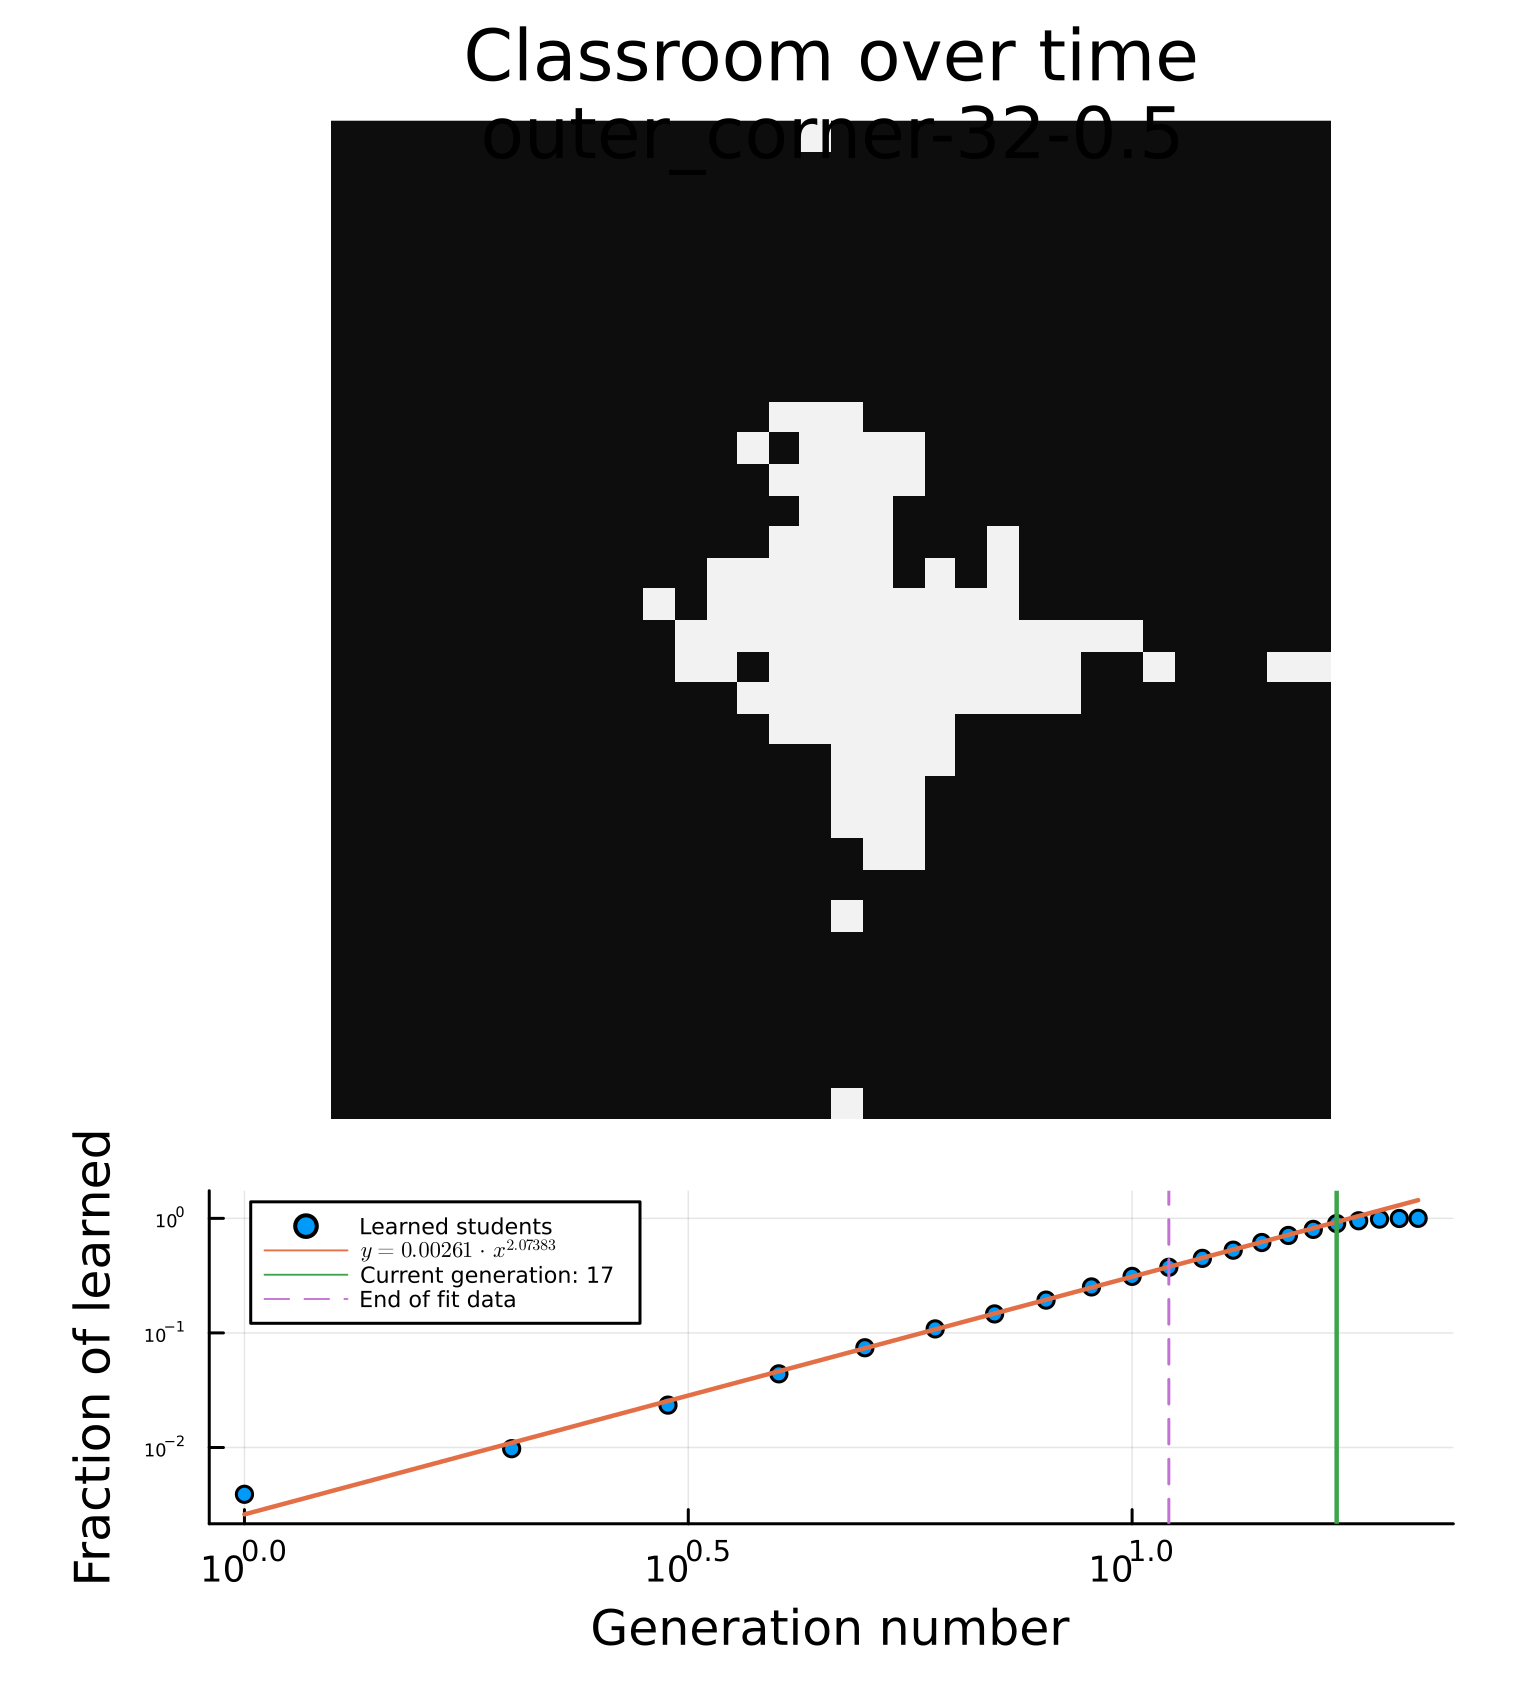 Classroom over time
outer_corner-32-0.5
Fraction of learned
10^0
10^−1
10^−2
Learned students
y = 0.00261 · x^2.07383
Current generation: 17
End of fit data
10^0.0
10^0.5
10^1.0
Generation number